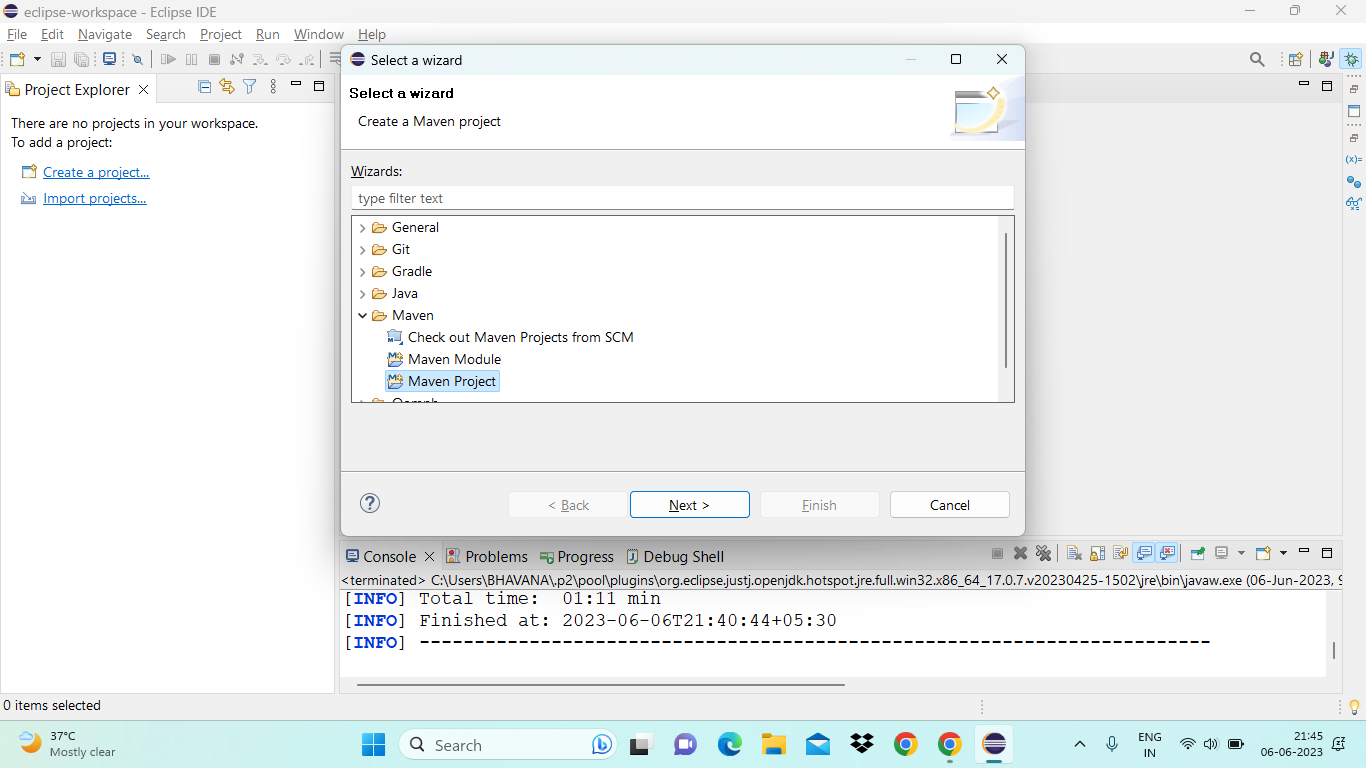 eclipse-workspace - Eclipse IDE
File Edit Navigate Search Project Run Window Help
Project Explorer
There are no projects in your workspace.
To add a project:
Create a project...
Import projects...
Select a wizard
Select a wizard
Create a Maven project
Wizards:
type filter text
General
Git
Gradle
Java
Maven
Check out Maven Projects from SCM
Maven Module
Maven Project
< Back Next > Finish Cancel
(x)=
Console Problems Progress Debug Shell
<terminated> C:\Users\BHAVANA\.p2\pool\plugins\org.eclipse.justj.openjdk.hotspot.jre.full.win32.x86_64_17.0.7.v20230425-1502\jre\bin\javaw.exe (06-Jun-2023, 9
[INFO] Total time:  01:11 min
[INFO] Finished at: 2023-06-06T21:40:44+05:30
[INFO] ------------------------------------------------------------------------
0 items selected
37°C
Mostly clear
Search
ENG
IN
21:45
06-06-2023